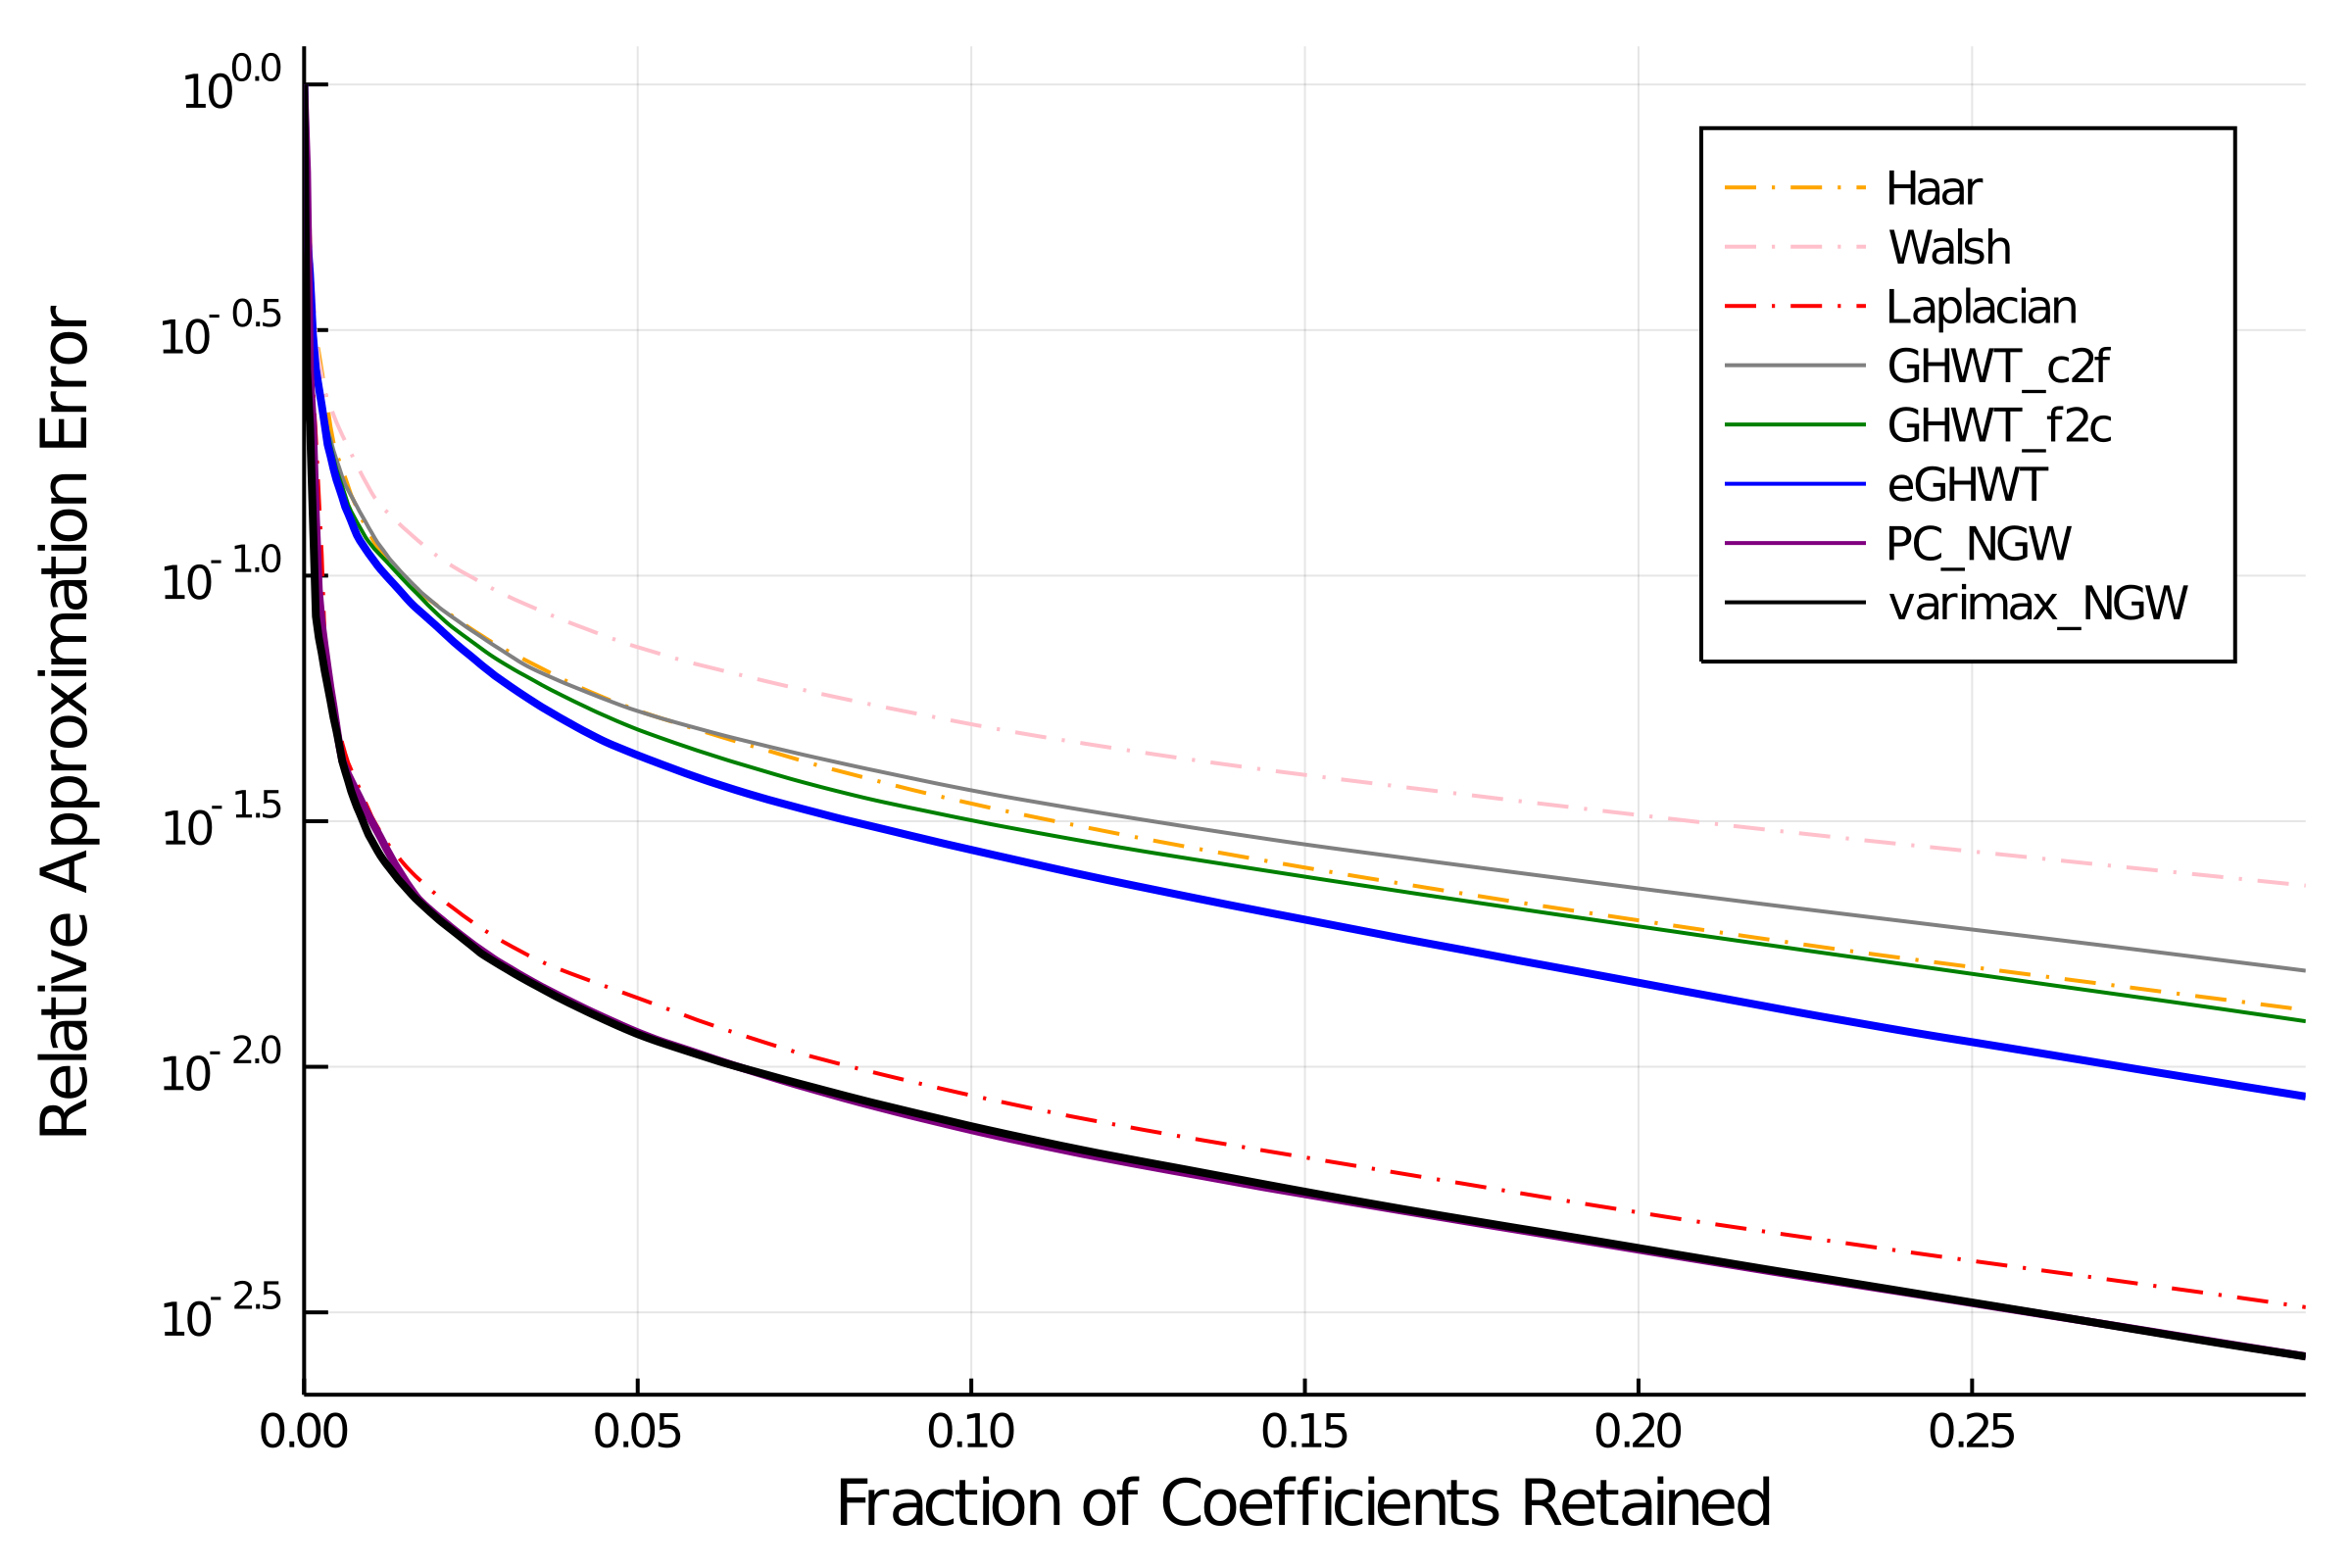 Relative Approximation Error
10^0.0
10^-0.5
10^-1.0
10^-1.5
10^-2.0
10^-2.5
Haar
Walsh
Laplacian
GHWT_c2f
GHWT_f2c
eGHWT
PC_NGW
varimax_NGW
0.00 0.05 0.10 0.15 0.20 0.25
Fraction of Coefficients Retained